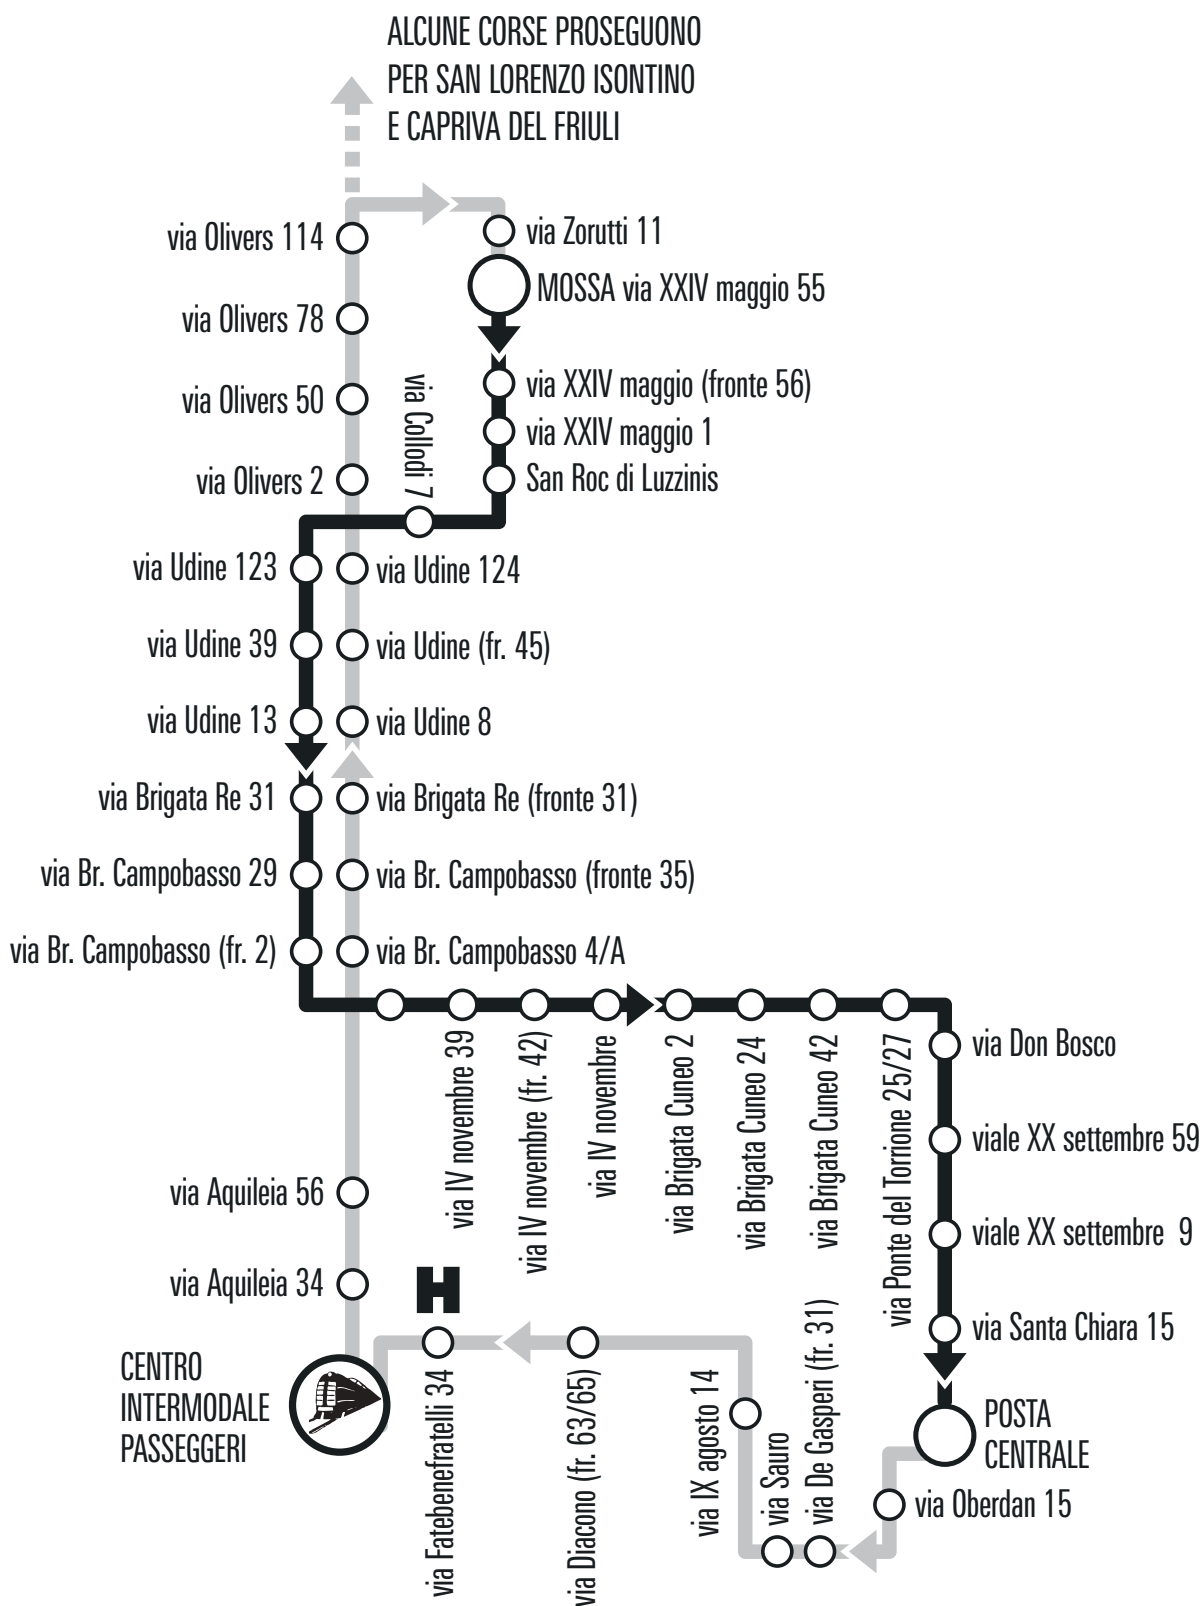 ALCUNE CORSE PROSEGUONO
PER SAN LORENZO ISONTINO
E CAPRIVA DEL FRIULI
via Olivers 114
via Zorutti 11
MOSSA via XXIV maggio 55
via Olivers 78
via XXIV maggio (fronte 56)
via Olivers 50
via Collodi 7
via XXIV maggio 1
via Olivers 2
San Roc di Luzzinis
via Udine 123
via Udine 124
via Udine 39
via Udine (fr. 45)
via Udine 13
via Udine 8
via Brigata Re 31
via Brigata Re (fronte 31)
via Br. Campobasso 29
via Br. Campobasso (fronte 35)
via Br. Campobasso (fr. 2)
via Br. Campobasso 4/A
via IV novembre 39
via IV novembre (fr. 42)
via IV novembre
via Brigata Cuneo 2
via Brigata Cuneo 24
via Brigata Cuneo 42
via Ponte del Torrione 25/27
via Don Bosco
viale XX settembre 59
viale XX settembre 9
via Santa Chiara 15
via Aquileia 56
via Aquileia 34
H
CENTRO
INTERMODALE
PASSEGGERI
via Fatebenefratelli 34
via Diacono (fr. 63/65)
via IX agosto 14
via Sauro
via De Gasperi (fr. 31)
POSTA
CENTRALE
via Oberdan 15